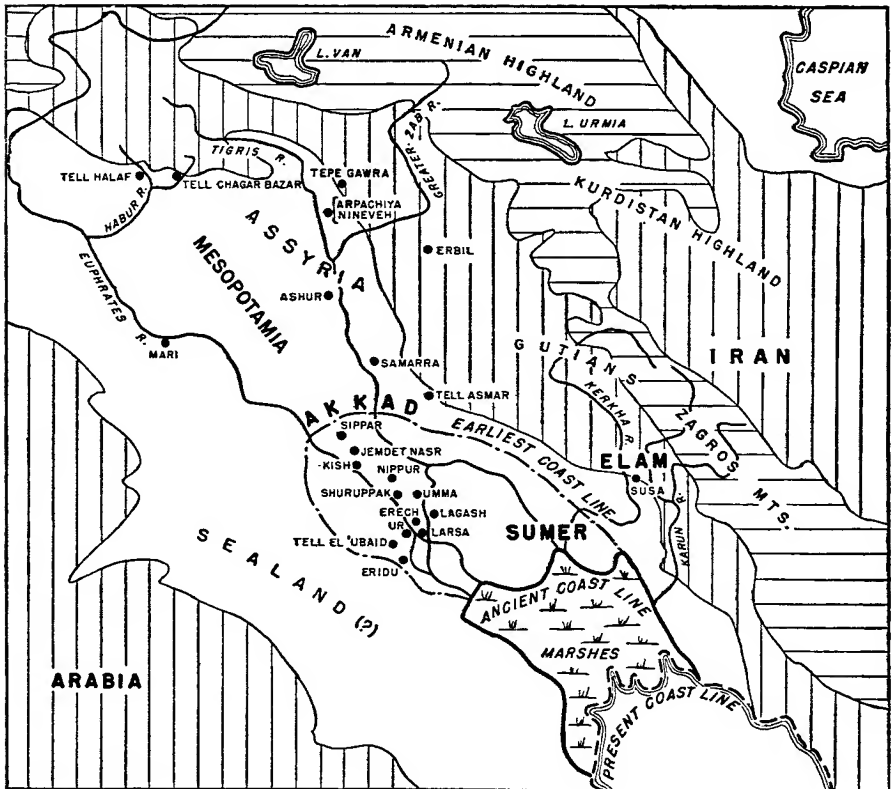 ARMENIAN HIGHLAND
L. VAN
CASPIAN
SEA
L. URMIA
GREATER ZAB R.
TIGRIS R.
TEPE GAWRA
TELL HALAF
TELL CHAGAR BAZAR
HABUR R.
ARPACHIYA
NINEVEH
KURDISTAN HIGHLAND
ASSYRIA
MESOPOTAMIA
ERBIL
EUPHRATES R.
ASHUR
MARI
SAMARRA
GUTIANS
IRAN
KERKHA R.
TELL ASMAR
AKKAD
ZAGROS MTS.
SIPPAR
EARLIEST COAST LINE
JEMDET NASR
KISH
NIPPUR
ELAM
SUSA
SHURUPPAK
UMMA
KARUN R.
ERECH
LAGASH
UR
LARSA
SUMER
TELL EL 'UBAID
ERIDU
SEALAND (?)
ANCIENT COAST LINE
MARSHES
ARABIA
PRESENT COAST LINE